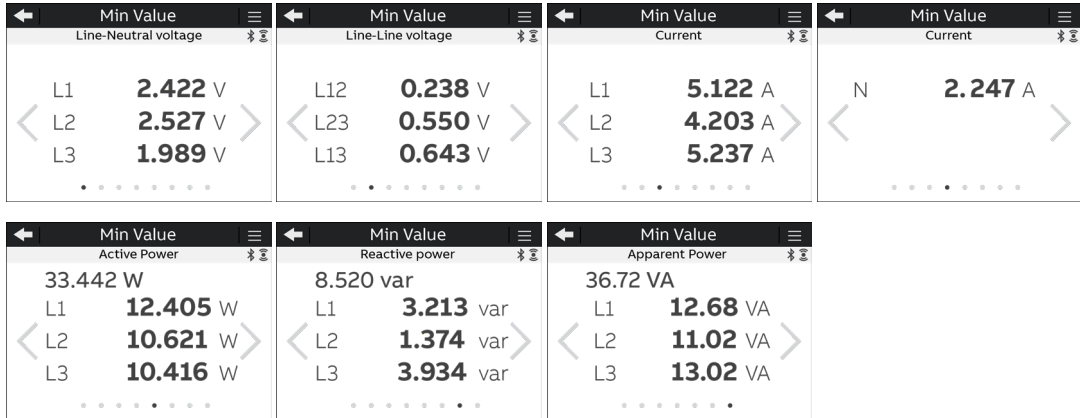 Min Value
Line-Neutral voltage
L1 2.422 V
L2 2.527 V
L3 1.989 V
Min Value
Line-Line voltage
L12 0.238 V
L23 0.550 V
L13 0.643 V
Min Value
Current
L1 5.122 A
L2 4.203 A
L3 5.237 A
Min Value
Current
N 2.247 A
Min Value
Active Power
33.442 W
L1 12.405 W
L2 10.621 W
L3 10.416 W
Min Value
Reactive power
8.520 var
L1 3.213 var
L2 1.374 var
L3 3.934 var
Min Value
Apparent Power
36.72 VA
L1 12.68 VA
L2 11.02 VA
L3 13.02 VA